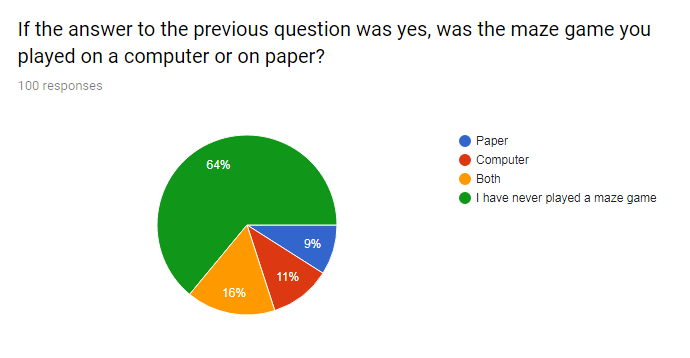 If the answer to the previous question was yes, was the maze game you
played on a computer or on paper?
100 responses
64%
9%
11%
16%
Paper
Computer
Both
I have never played a maze game